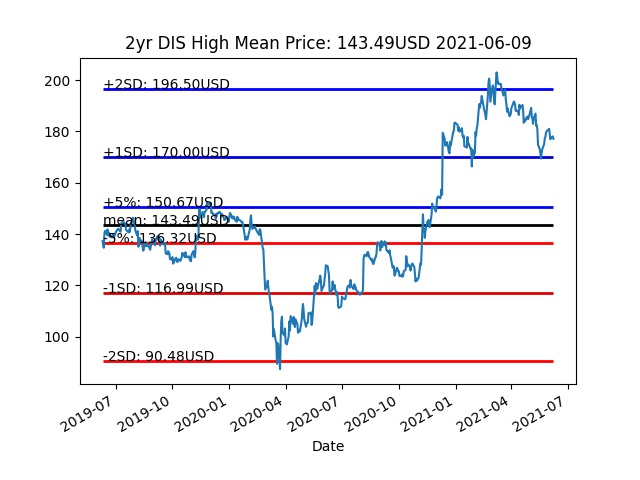 2yr DIS High Mean Price: 143.49USD 2021-06-09
200
180
160
140
120
100
+2SD: 196.50USD
+1SD: 170.00USD
+5%: 150.67USD
mean: 143.49USD
-5%: 136.32USD
-1SD: 116.99USD
-2SD: 90.48USD
2019-07
2019-10
2020-01
2020-04
2020-07
2020-10
2021-01
2021-04
2021-07
Date